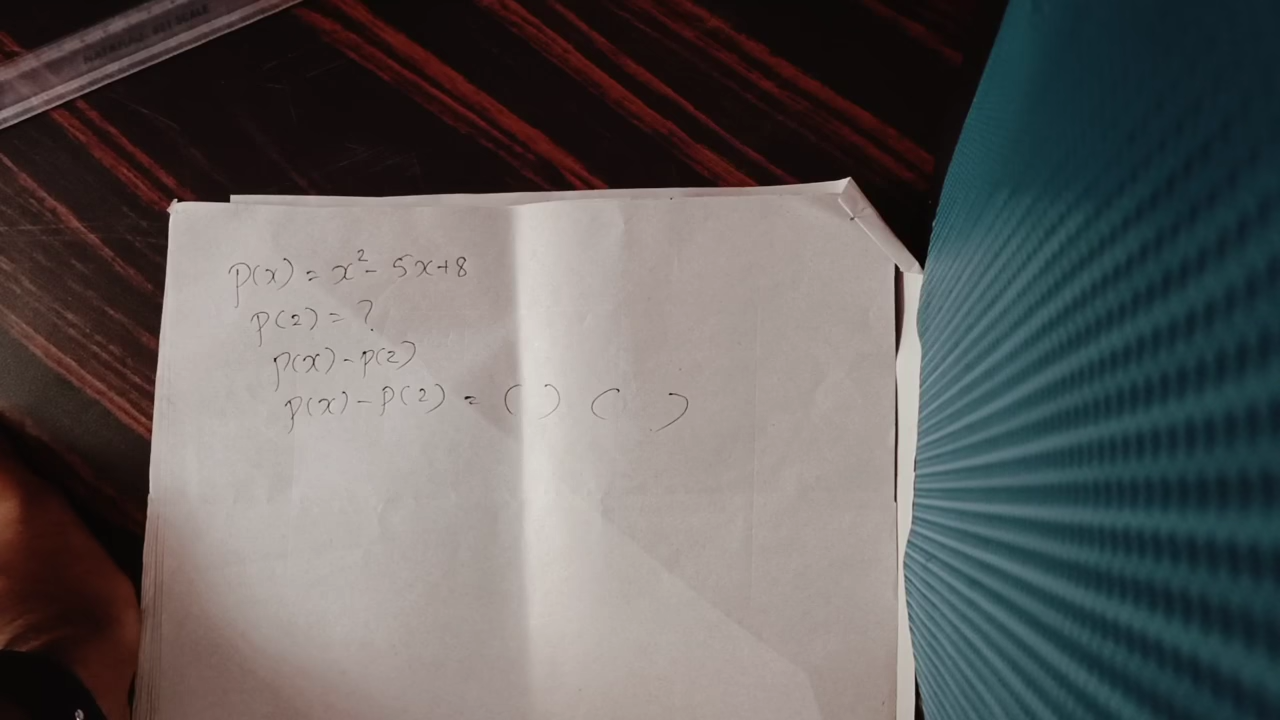 p(x) = x² - 5x+8
p(2) = ?
p(x) - p(2)
p(x) - p(2) = ( ) ( )